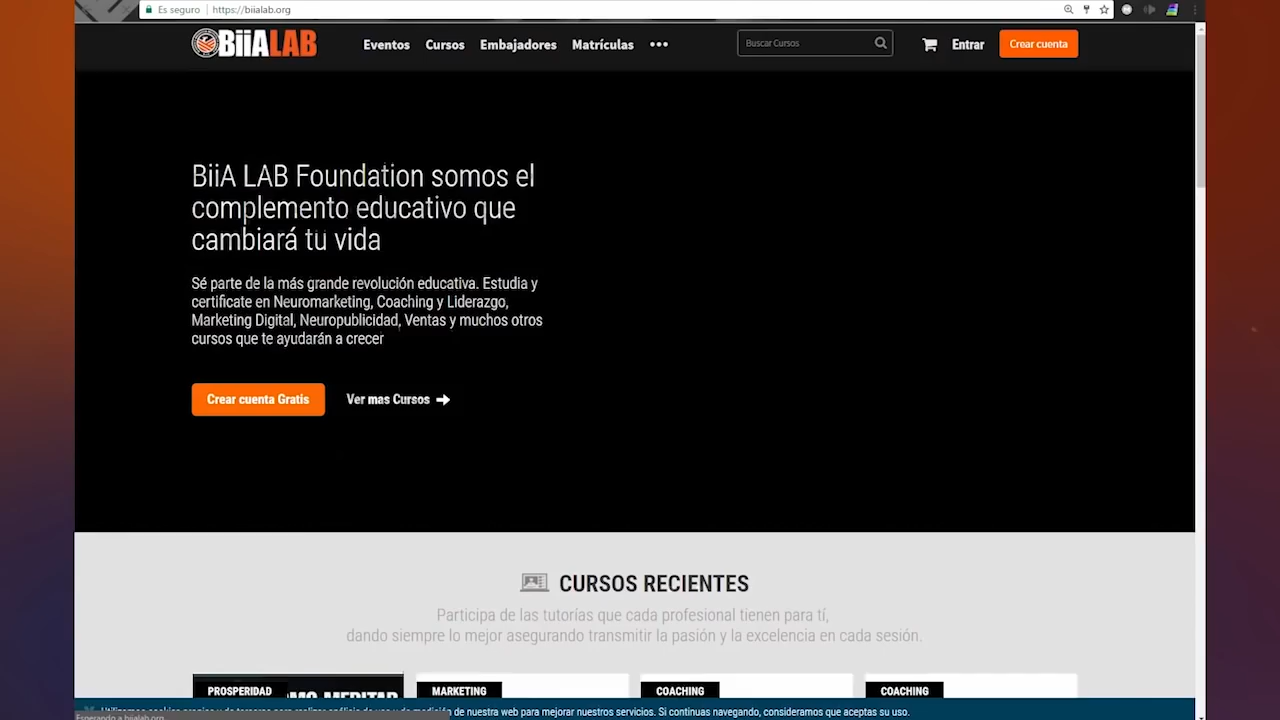 Es seguro https://biialab.org
BiiALAB Eventos Cursos Embajadores Matrículas ••• Buscar Cursos Entrar Crear cuenta
BiiA LAB Foundation somos el
complemento educativo que
cambiará tu vida
Sé parte de la más grande revolución educativa. Estudia y
certificate en Neuromarketing, Coaching y Liderazgo,
Marketing Digital, Neuropublicidad, Ventas y muchos otros
cursos que te ayudarán a crecer
Crear cuenta Gratis Ver mas Cursos
CURSOS RECIENTES
Participa de las tutorías que cada profesional tienen para tí,
dando siempre lo mejor asegurando transmitir la pasión y la excelencia en cada sesión.
PROSPERIDAD MARKETING COACHING COACHING
MEDITAR
de nuestra web para mejorar nuestros servicios. Si continuas navegando, consideramos que aceptas su uso.
Esperando a biialab.org